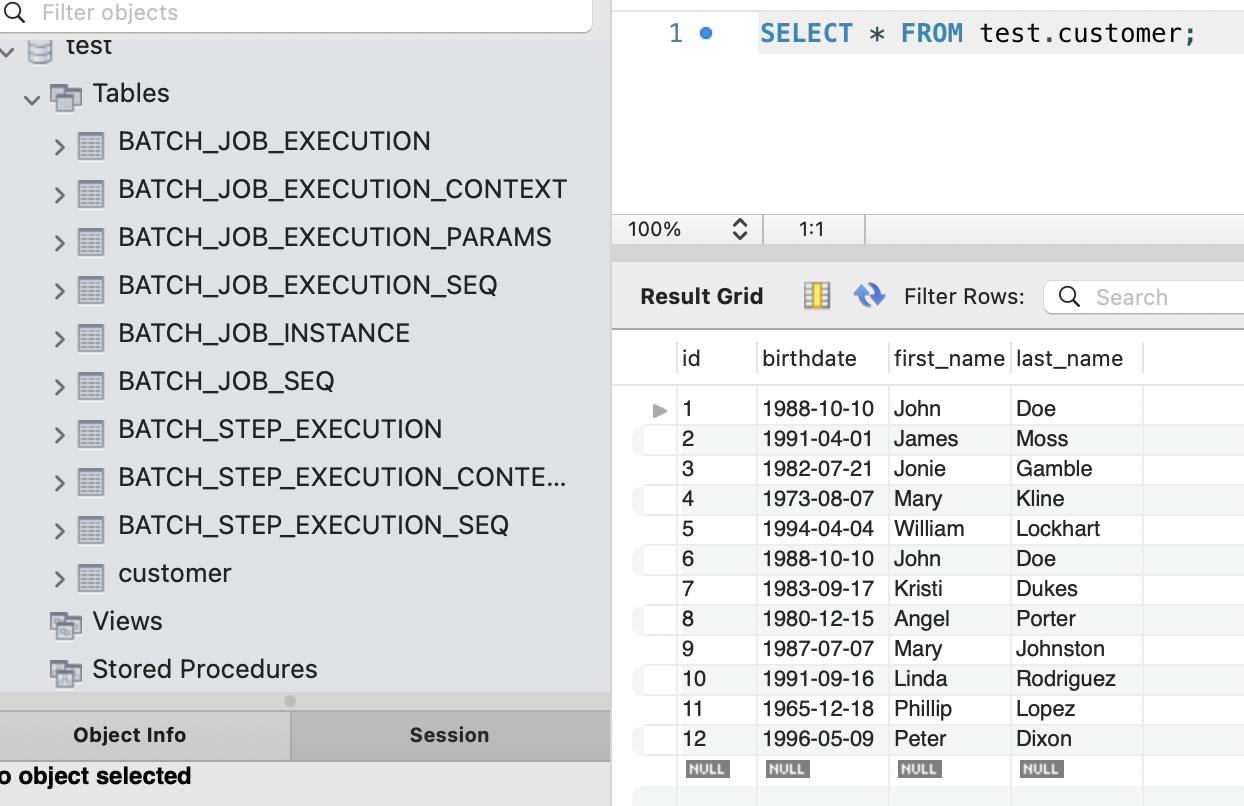 Filter objects
test
Tables
BATCH_JOB_EXECUTION
BATCH_JOB_EXECUTION_CONTEXT
BATCH_JOB_EXECUTION_PARAMS
BATCH_JOB_EXECUTION_SEQ
BATCH_JOB_INSTANCE
BATCH_JOB_SEQ
BATCH_STEP_EXECUTION
BATCH_STEP_EXECUTION_CONTE...
BATCH_STEP_EXECUTION_SEQ
customer
Views
Stored Procedures
Object Info Session
o object selected
1 SELECT * FROM test.customer;
100% 1:1
Result Grid Filter Rows: Search
id birthdate first_name last_name
1 1988-10-10 John Doe
2 1991-04-01 James Moss
3 1982-07-21 Jonie Gamble
4 1973-08-07 Mary Kline
5 1994-04-04 William Lockhart
6 1988-10-10 John Doe
7 1983-09-17 Kristi Dukes
8 1980-12-15 Angel Porter
9 1987-07-07 Mary Johnston
10 1991-09-16 Linda Rodriguez
11 1965-12-18 Phillip Lopez
12 1996-05-09 Peter Dixon
NULL NULL NULL NULL